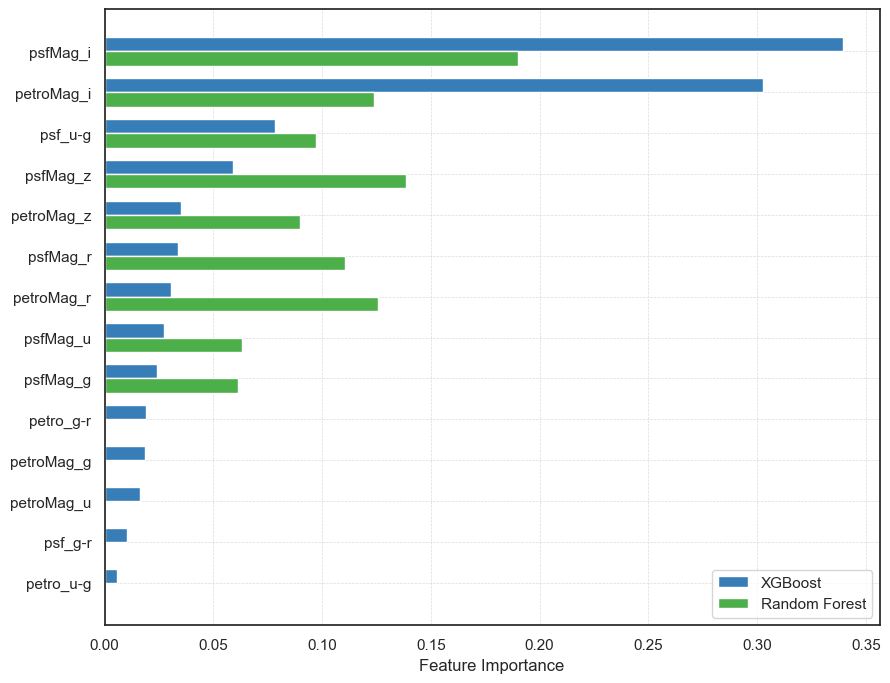 psfMag_i
petroMag_i
psf_u-g
psfMag_z
petroMag_z
psfMag_r
petroMag_r
psfMag_u
psfMag_g
petro_g-r
petroMag_g
petroMag_u
psf_g-r
petro_u-g
XGBoost
Random Forest
0.00 0.05 0.10 0.15 0.20 0.25 0.30 0.35
Feature Importance